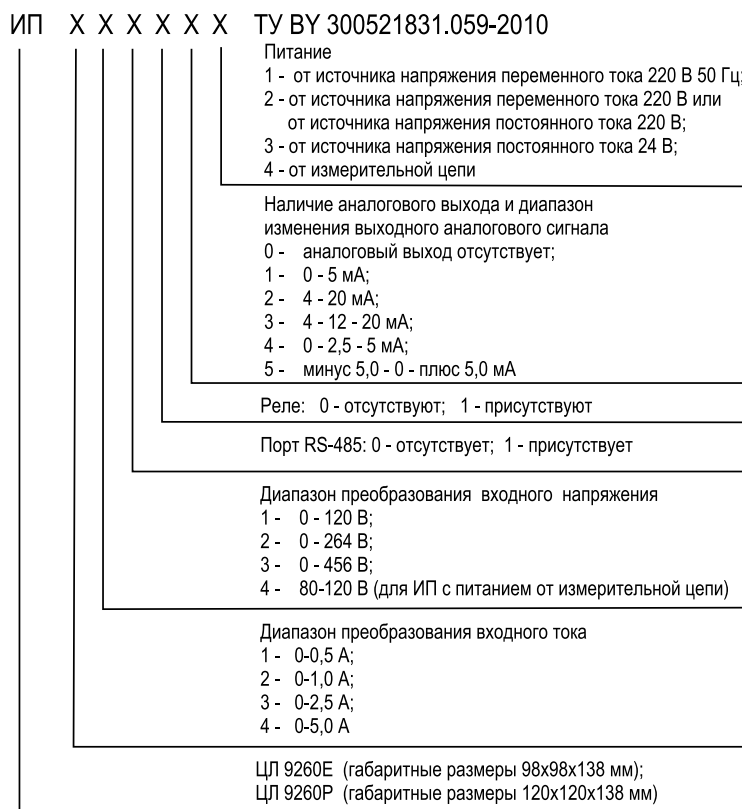 ИП Х Х Х Х Х Х ТУ BY 300521831.059-2010
Питание
1 - от источника напряжения переменного тока 220 В 50 Гц;
2 - от источника напряжения переменного тока 220 В или
от источника напряжения постоянного тока 220 В;
3 - от источника напряжения постоянного тока 24 В;
4 - от измерительной цепи
Наличие аналогового выхода и диапазон
изменения выходного аналогового сигнала
0 - аналоговый выход отсутствует;
1 - 0 - 5 мА;
2 - 4 - 20 мА;
3 - 4 - 12 - 20 мА;
4 - 0 - 2,5 - 5 мА;
5 - минус 5,0 - 0 - плюс 5,0 мА
Реле: 0 - отсутствуют; 1 - присутствуют
Порт RS-485: 0 - отсутствует; 1 - присутствует
Диапазон преобразования входного напряжения
1 - 0 - 120 В;
2 - 0 - 264 В;
3 - 0 - 456 В;
4 - 80-120 В (для ИП с питанием от измерительной цепи)
Диапазон преобразования входного тока
1 - 0-0,5 А;
2 - 0-1,0 А;
3 - 0-2,5 А;
4 - 0-5,0 А
ЦЛ 9260Е (габаритные размеры 98х98х138 мм);
ЦЛ 9260Р (габаритные размеры 120х120х138 мм)